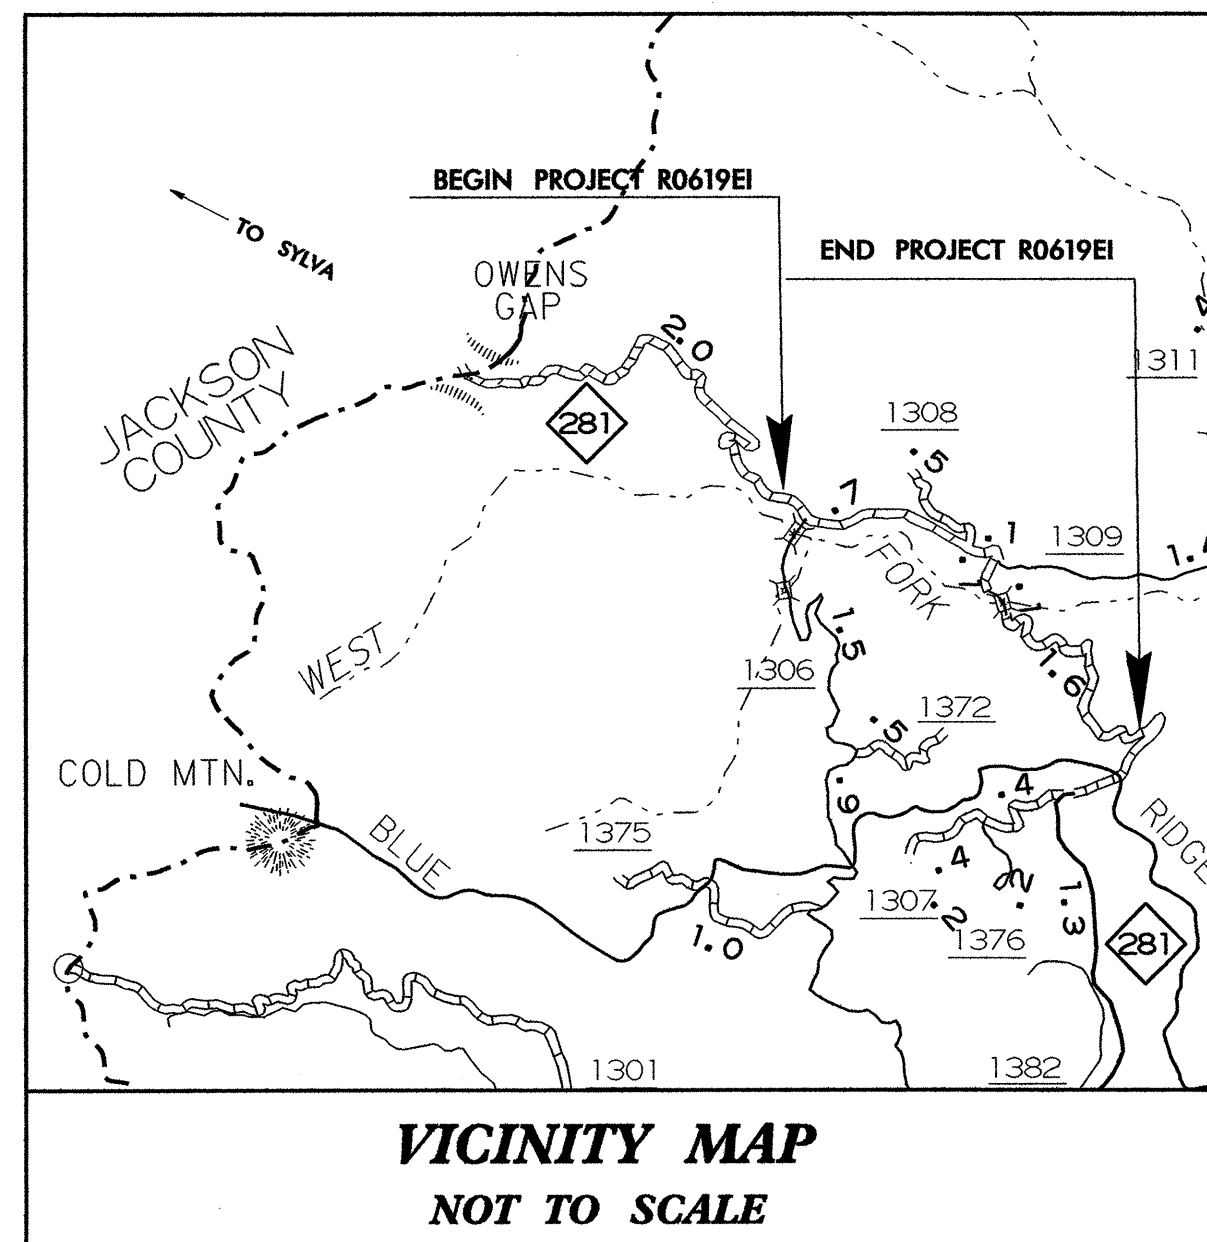 BEGIN PROJECT R0619EI
TO SYLVA
END PROJECT R0619EI
OWENS
GAP
JACKSON
COUNTY
2.0
1311
281
1308
.5
.7
.1
1309
FORK
WEST
1.5
1306
1.6
.5
1372
COLD MTN.
.9
.4
1375
BLUE
RIDGE
.4
1307
.2
1376
.2
1.3
1.0
281
1301
1382
VICINITY MAP
NOT TO SCALE